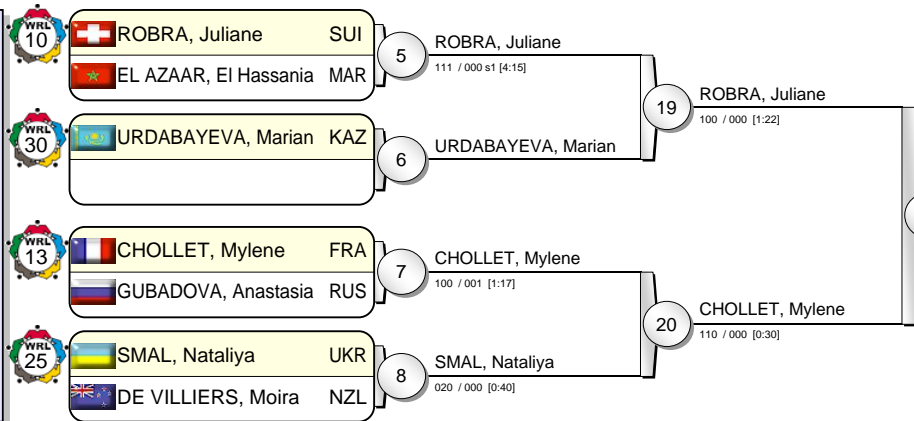 WRL 10
ROBRA, Juliane SUI
EL AZAAR, El Hassania MAR
5
ROBRA, Juliane
111 / 000 s1 [4:15]
WRL 30
URDABAYEVA, Marian KAZ
6
URDABAYEVA, Marian
19
ROBRA, Juliane
100 / 000 [1:22]
WRL 13
CHOLLET, Mylene FRA
GUBADOVA, Anastasia RUS
7
CHOLLET, Mylene
100 / 001 [1:17]
WRL 25
SMAL, Nataliya UKR
DE VILLIERS, Moira NZL
8
SMAL, Nataliya
020 / 000 [0:40]
20
CHOLLET, Mylene
110 / 000 [0:30]